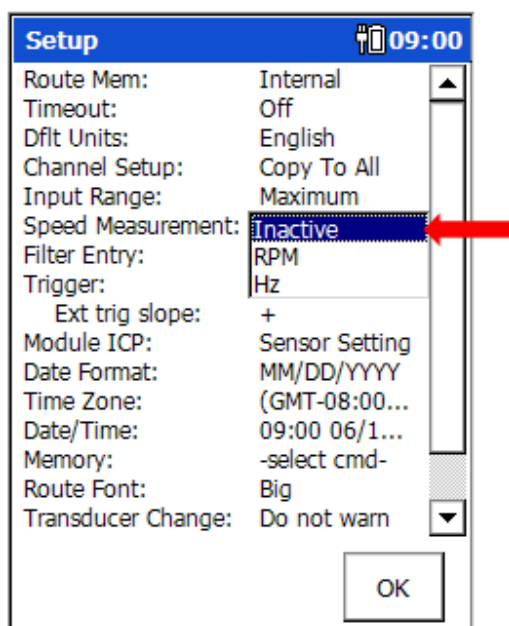 Setup 09:00
Route Mem: Internal
Timeout: Off
Dflt Units: English
Channel Setup: Copy To All
Input Range: Maximum
Speed Measurement: Inactive
Filter Entry: RPM
Trigger: Hz
Ext trig slope: +
Module ICP: Sensor Setting
Date Format: MM/DD/YYYY
Time Zone: (GMT-08:00...
Date/Time: 09:00 06/1...
Memory: -select cmd-
Route Font: Big
Transducer Change: Do not warn
OK